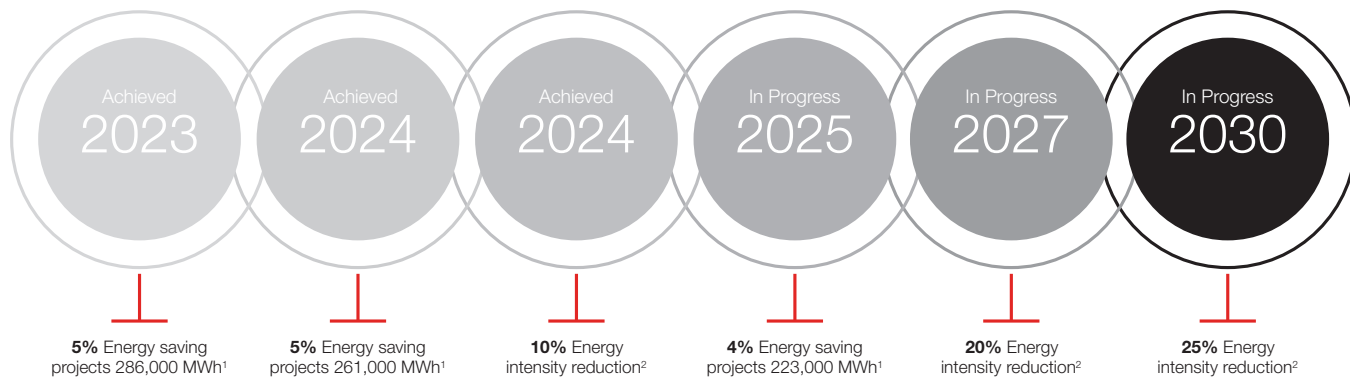 Achieved
2023
Achieved
2024
Achieved
2024
In Progress
2025
In Progress
2027
In Progress
2030
5% Energy saving
projects 286,000 MWh¹
5% Energy saving
projects 261,000 MWh¹
10% Energy
intensity reduction²
4% Energy saving
projects 223,000 MWh¹
20% Energy
intensity reduction²
25% Energy
intensity reduction²